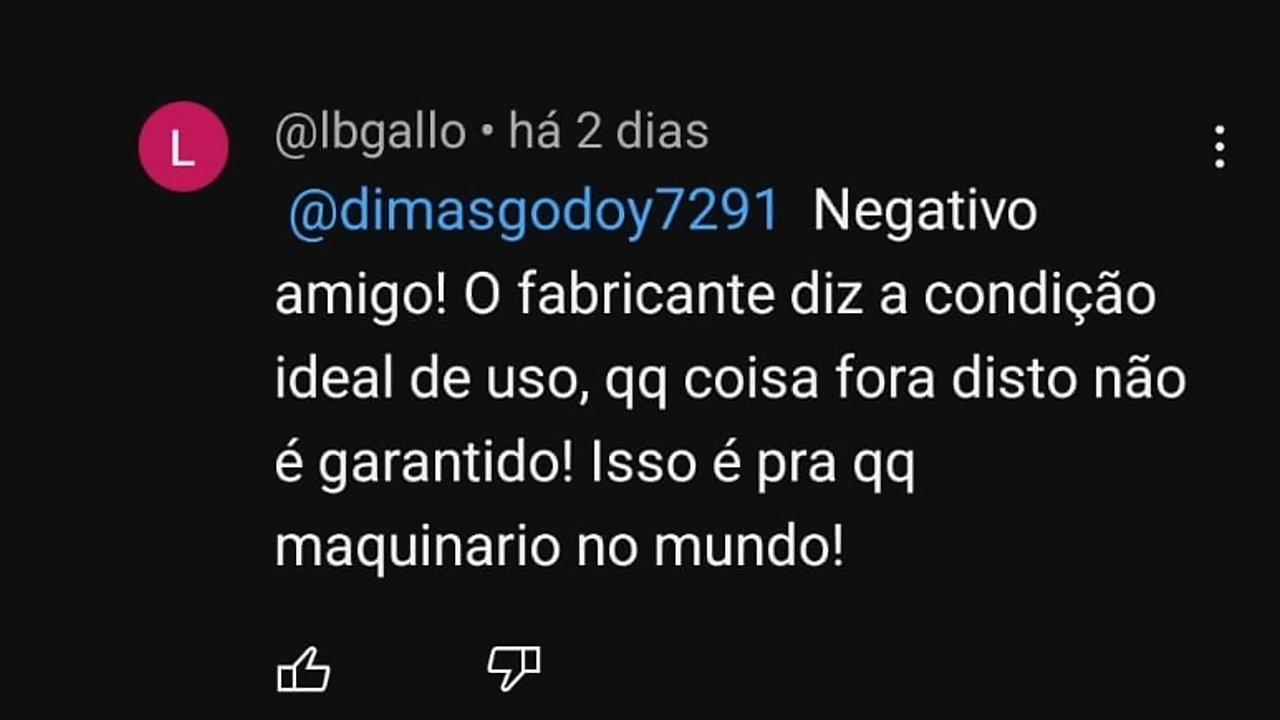 L
@lbgallo • há 2 dias
@dimasgodoy7291 Negativo
amigo! O fabricante diz a condição
ideal de uso, qq coisa fora disto não
é garantido! Isso é pra qq
maquinario no mundo!